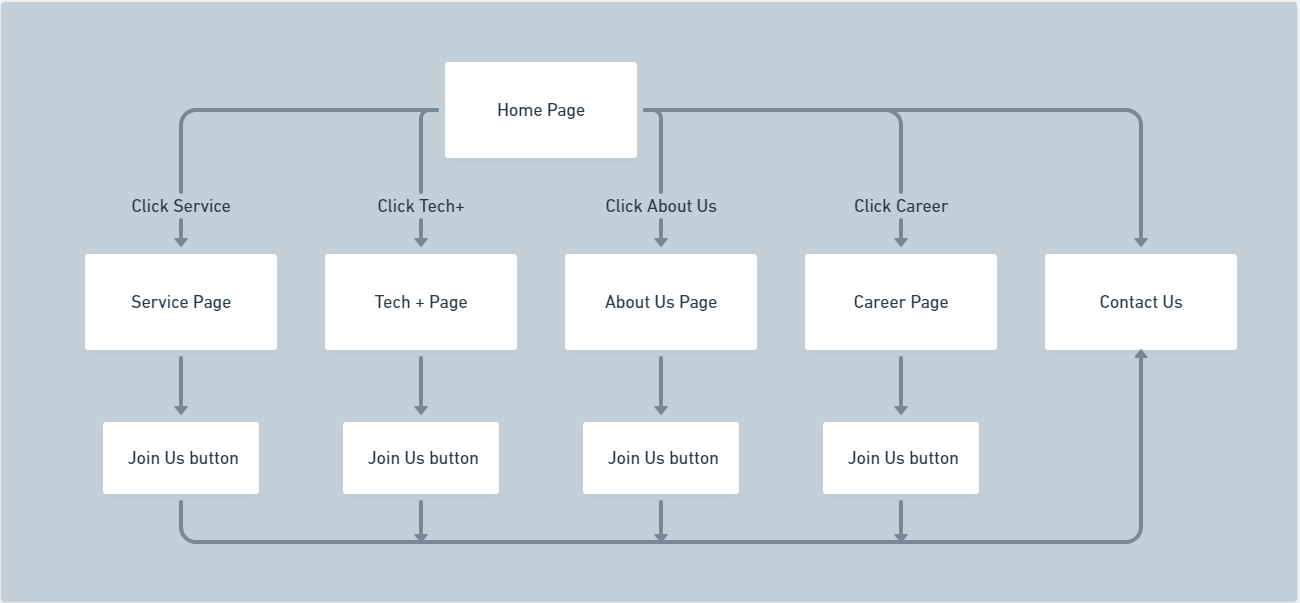 Home Page
Click Service
Click Tech+
Click About Us
Click Career
Service Page
Tech + Page
About Us Page
Career Page
Contact Us
Join Us button
Join Us button
Join Us button
Join Us button